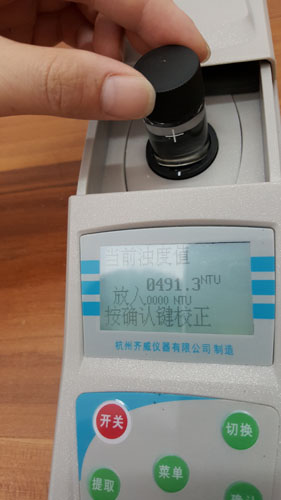 当前浊度值
0491.3NTU
放入0000 NTU
按确认键校正
杭州齐威仪器有限公司 制造
开关
切换
提取
菜单